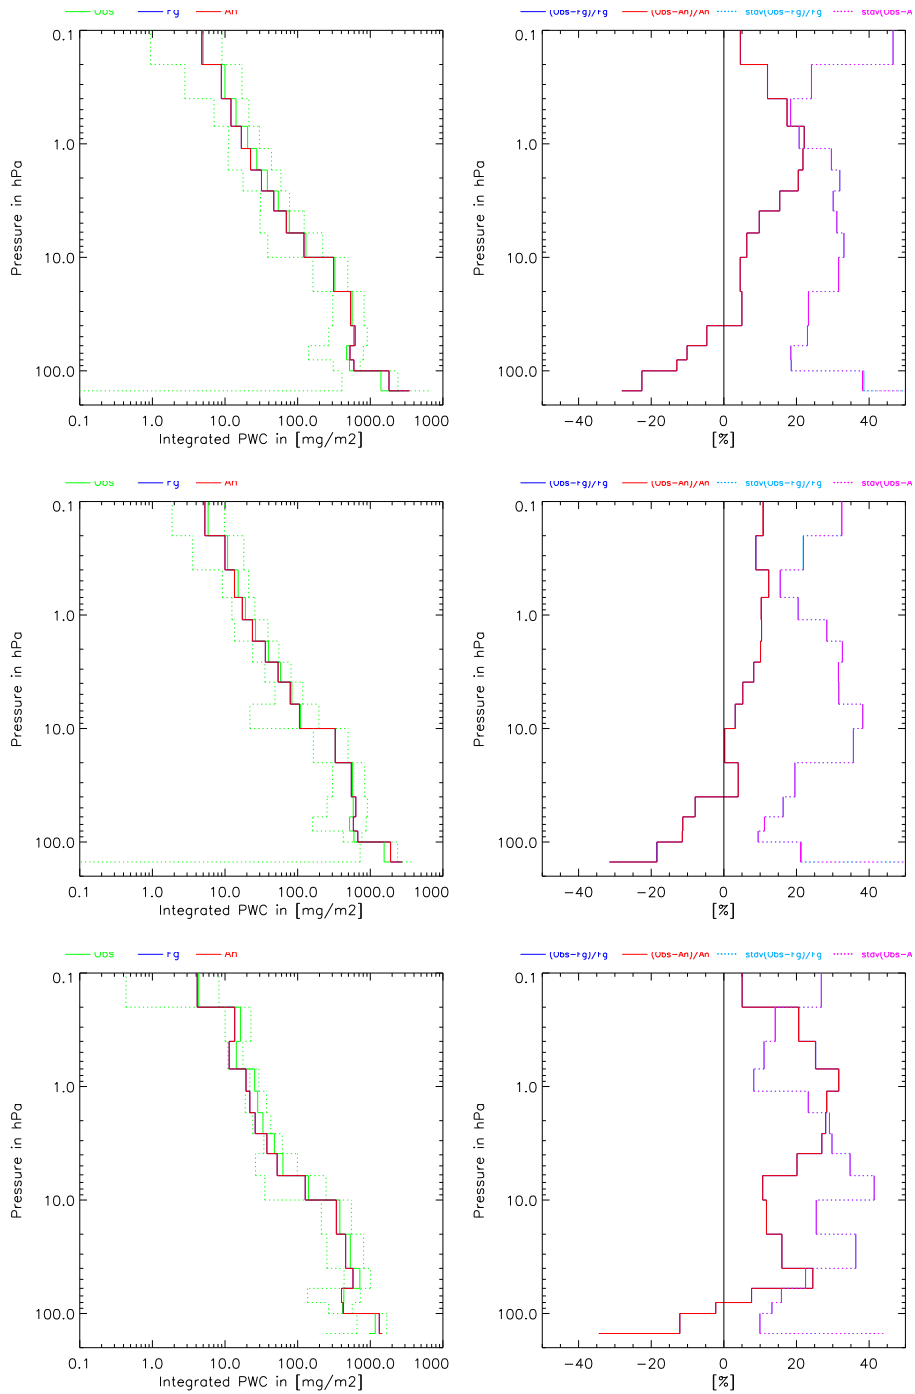 Obs Fg An (Obs-Fg)/Fg (Obs-An)/An stdv(Obs-Fg)/Fg stdv(Obs-A
0.1 0.1
1.0 1.0
10.0 10.0
100.0 100.0
Pressure in hPa Pressure in hPa
0.1 1.0 10.0 100.0 1000.0 1000 -40 -20 0 20 40
Integrated PWC in [mg/m2] [%]
Obs Fg An (Obs-Fg)/Fg (Obs-An)/An stdv(Obs-Fg)/Fg stdv(Obs-A
0.1 0.1
1.0 1.0
10.0 10.0
100.0 100.0
Pressure in hPa Pressure in hPa
0.1 1.0 10.0 100.0 1000.0 1000 -40 -20 0 20 40
Integrated PWC in [mg/m2] [%]
Obs Fg An (Obs-Fg)/Fg (Obs-An)/An stdv(Obs-Fg)/Fg stdv(Obs-A
0.1 0.1
1.0 1.0
10.0 10.0
100.0 100.0
Pressure in hPa Pressure in hPa
0.1 1.0 10.0 100.0 1000.0 1000 -40 -20 0 20 40
Integrated PWC in [mg/m2] [%]